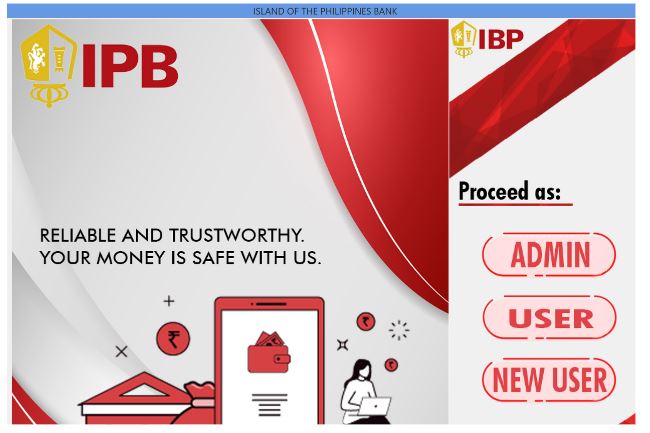 ISLAND OF THE PHILIPPINES BANK
IPB
RELIABLE AND TRUSTWORTHY.
YOUR MONEY IS SAFE WITH US.
₹
₹
₹
IBP
Proceed as:
ADMIN
USER
NEW USER